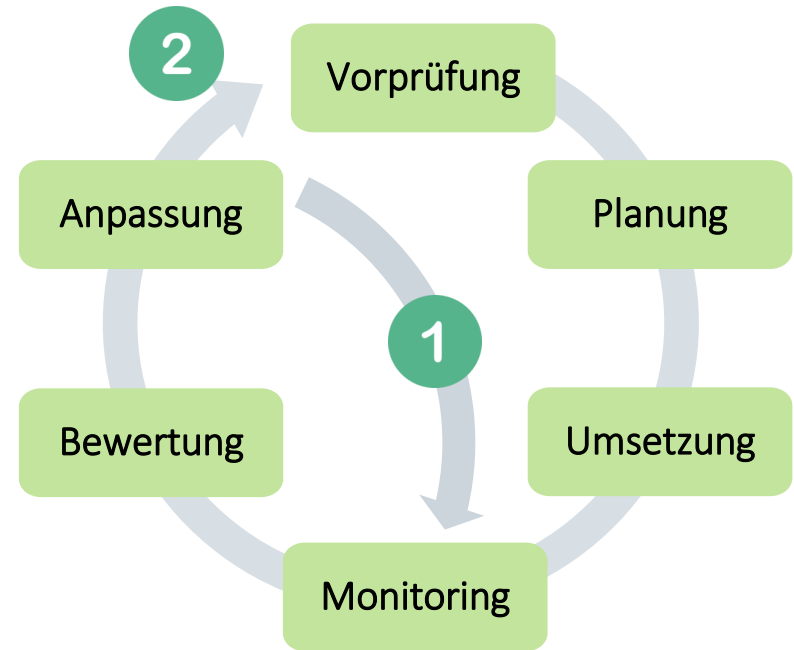 2
Vorprüfung
Anpassung
Planung
1
Bewertung
Umsetzung
Monitoring